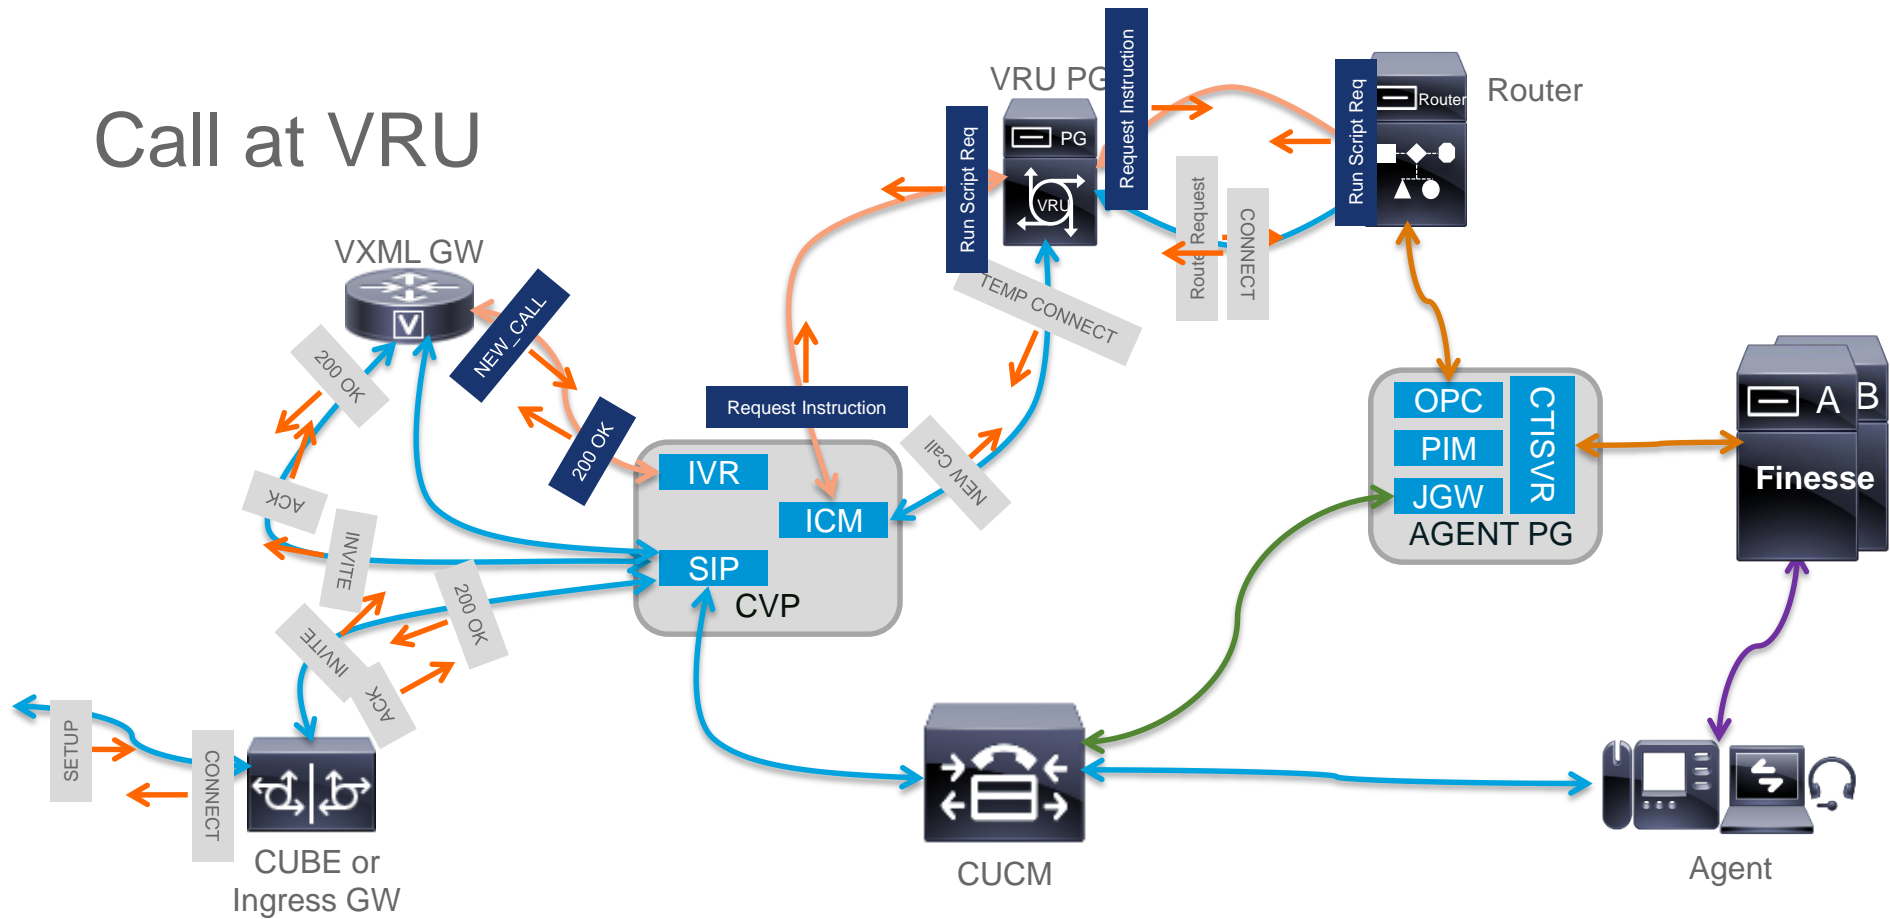 Call at VRU
VRU PG
Request Instruction
Run Script Req
Router
Router
PG
VRU
Run Script Req
Route Request
CONNECT
VXML GW
V
NEW_CALL
TEMP CONNECT
200 OK
Request Instruction
200 OK
NEW Call
IVR
ICM
SIP
CVP
ACK
INVITE
200 OK
INVITE
ACK
SETUP
CONNECT
CUBE or
Ingress GW
CUCM
OPC
PIM
JGW
CTISVR
AGENT PG
A
B
Finesse
Agent